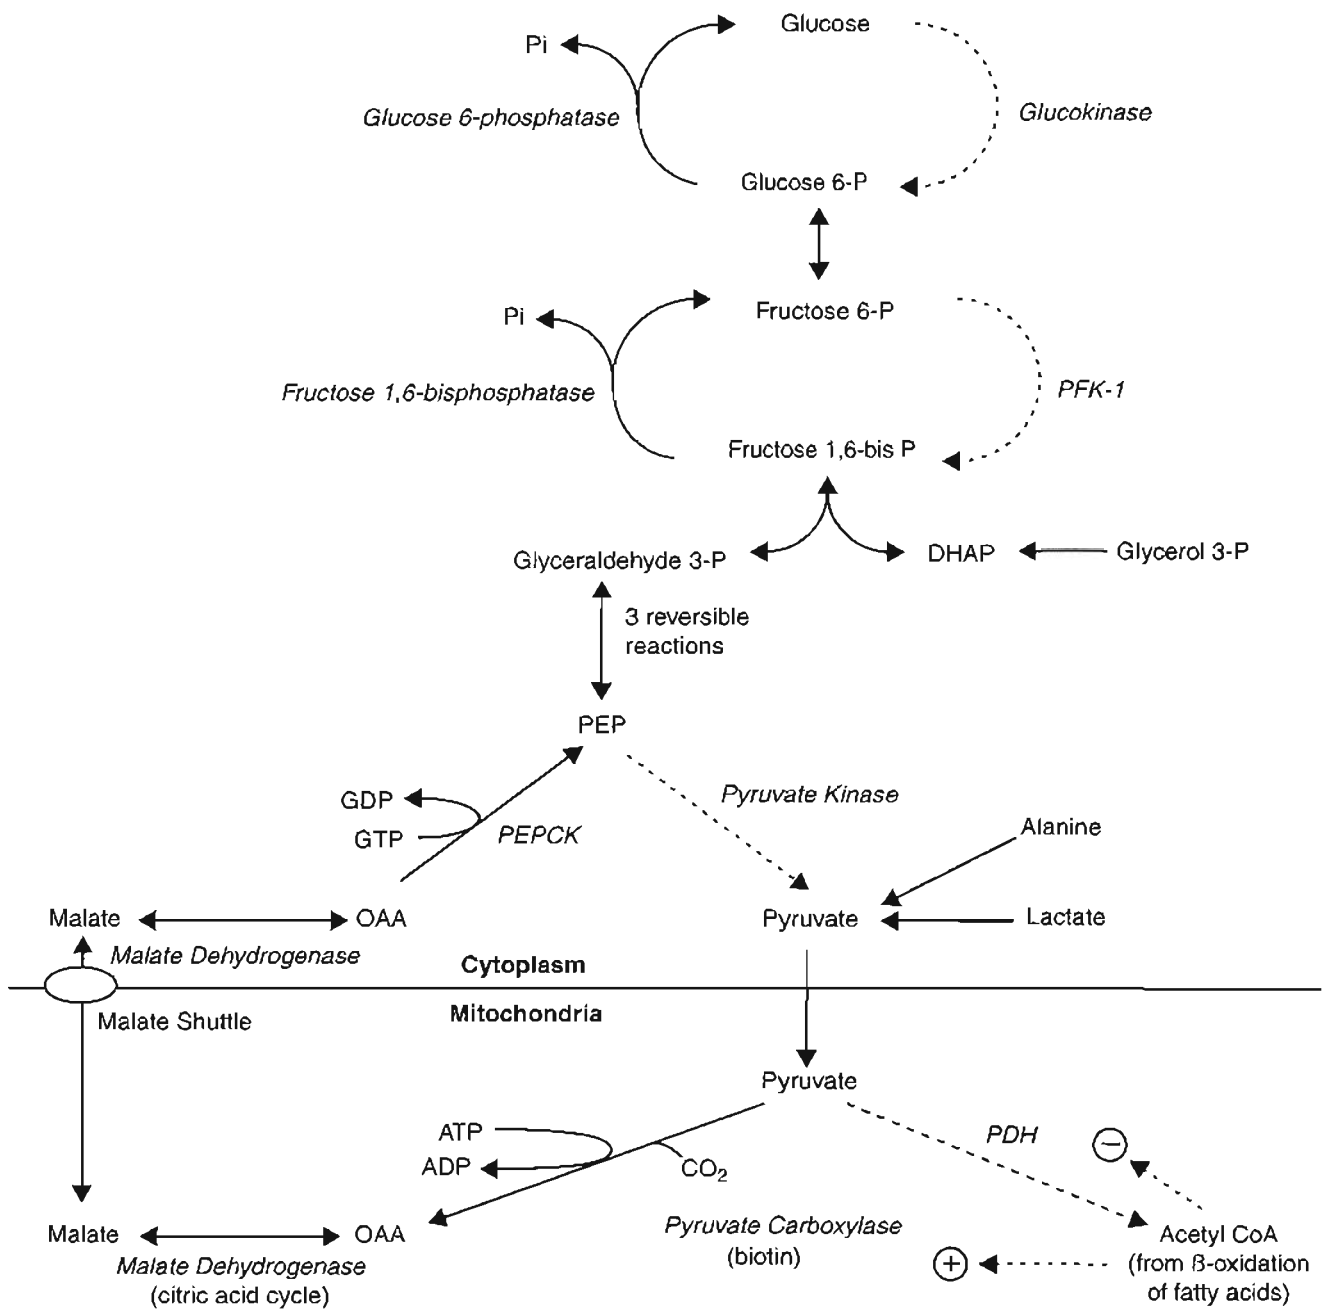 Glucose
Pi
Glucose 6-phosphatase
Glucokinase
Glucose 6-P
Fructose 6-P
Pi
Fructose 1,6-bisphosphatase
PFK-1
Fructose 1,6-bis P
Glyceraldehyde 3-P
DHAP
Glycerol 3-P
3 reversible
reactions
PEP
GDP
GTP
PEPCK
Pyruvate Kinase
Alanine
Malate
OAA
Pyruvate
Lactate
Malate Dehydrogenase
Cytoplasm
Mitochondria
Malate Shuttle
Pyruvate
ATP
ADP
CO₂
PDH
−
Malate
OAA
Pyruvate Carboxylase
(biotin)
Acetyl CoA
(from ß-oxidation
of fatty acids)
+
Malate Dehydrogenase
(citric acid cycle)